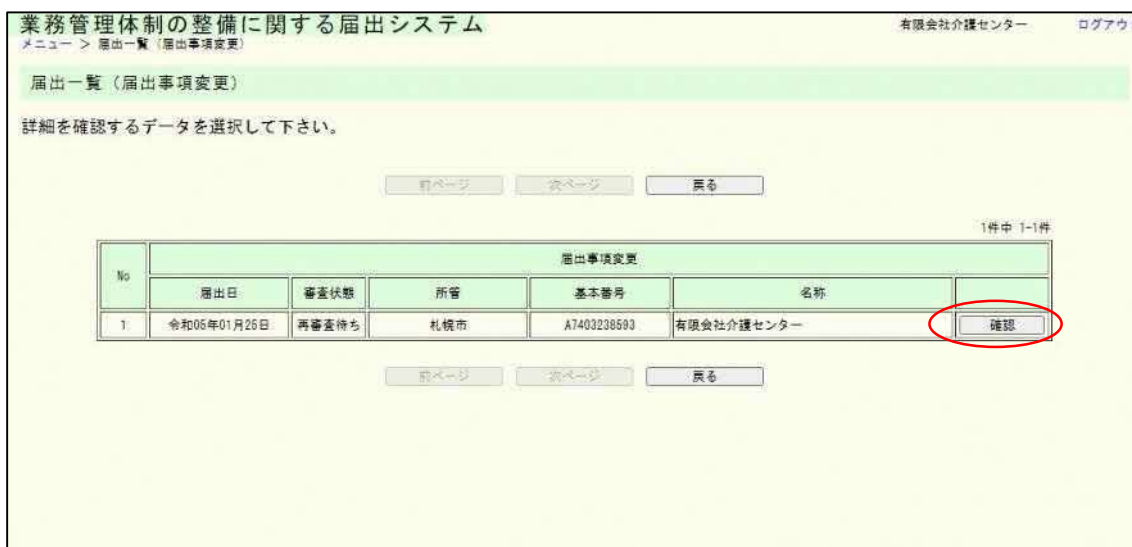 業務管理体制の整備に関する届出システム
有限会社介護センター ログアウ
メニュー > 届出一覧（届出事項変更）
届出一覧（届出事項変更）
詳細を確認するデータを選択して下さい。
前ページ 次ページ 戻る
1件中 1-1件
No 届出事項変更
届出日 審査状態 所管 基本番号 名称
1 令和05年01月25日 再審査待ち 札幌市 A7403238593 有限会社介護センター 確認
前ページ 次ページ 戻る